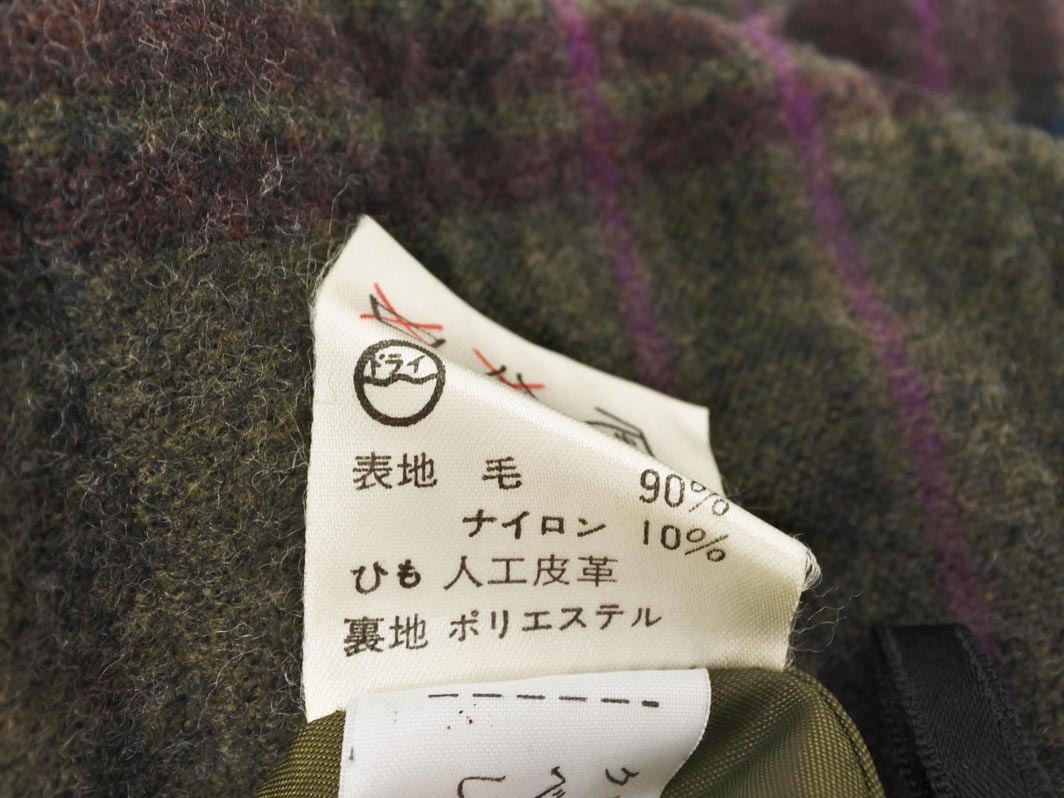 ドライ
表地 毛 90%
ナイロン 10%
ひも 人工皮革
裏地 ポリエステル